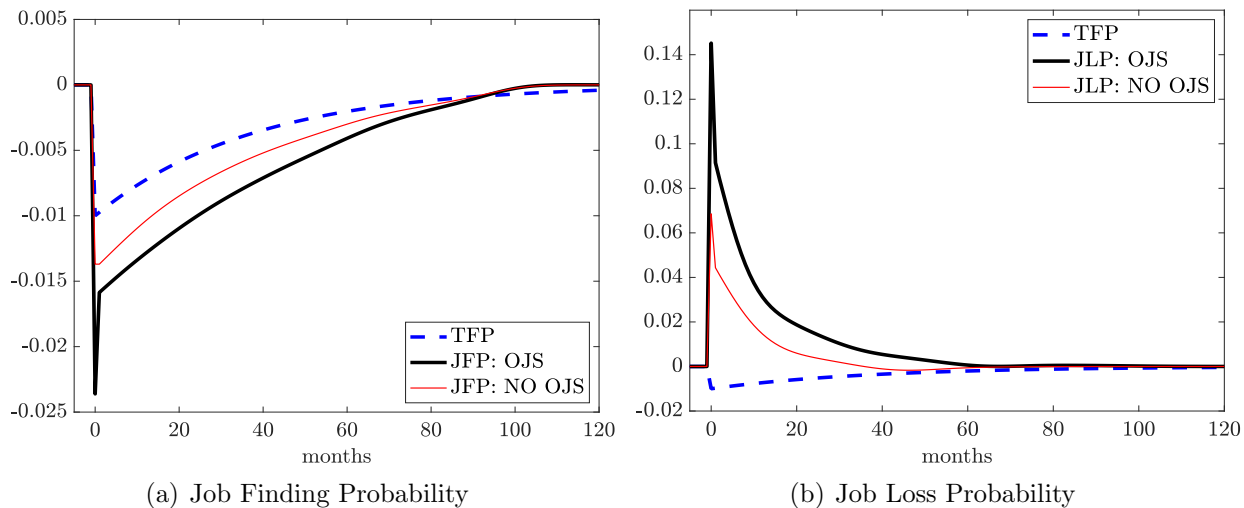 0.005
0
-0.005
-0.01
-0.015
-0.02
-0.025
0 20 40 60 80 100 120
months
TFP
JFP: OJS
JFP: NO OJS
(a) Job Finding Probability
0.14
0.12
0.1
0.08
0.06
0.04
0.02
0
-0.02
0 20 40 60 80 100 120
months
TFP
JLP: OJS
JLP: NO OJS
(b) Job Loss Probability